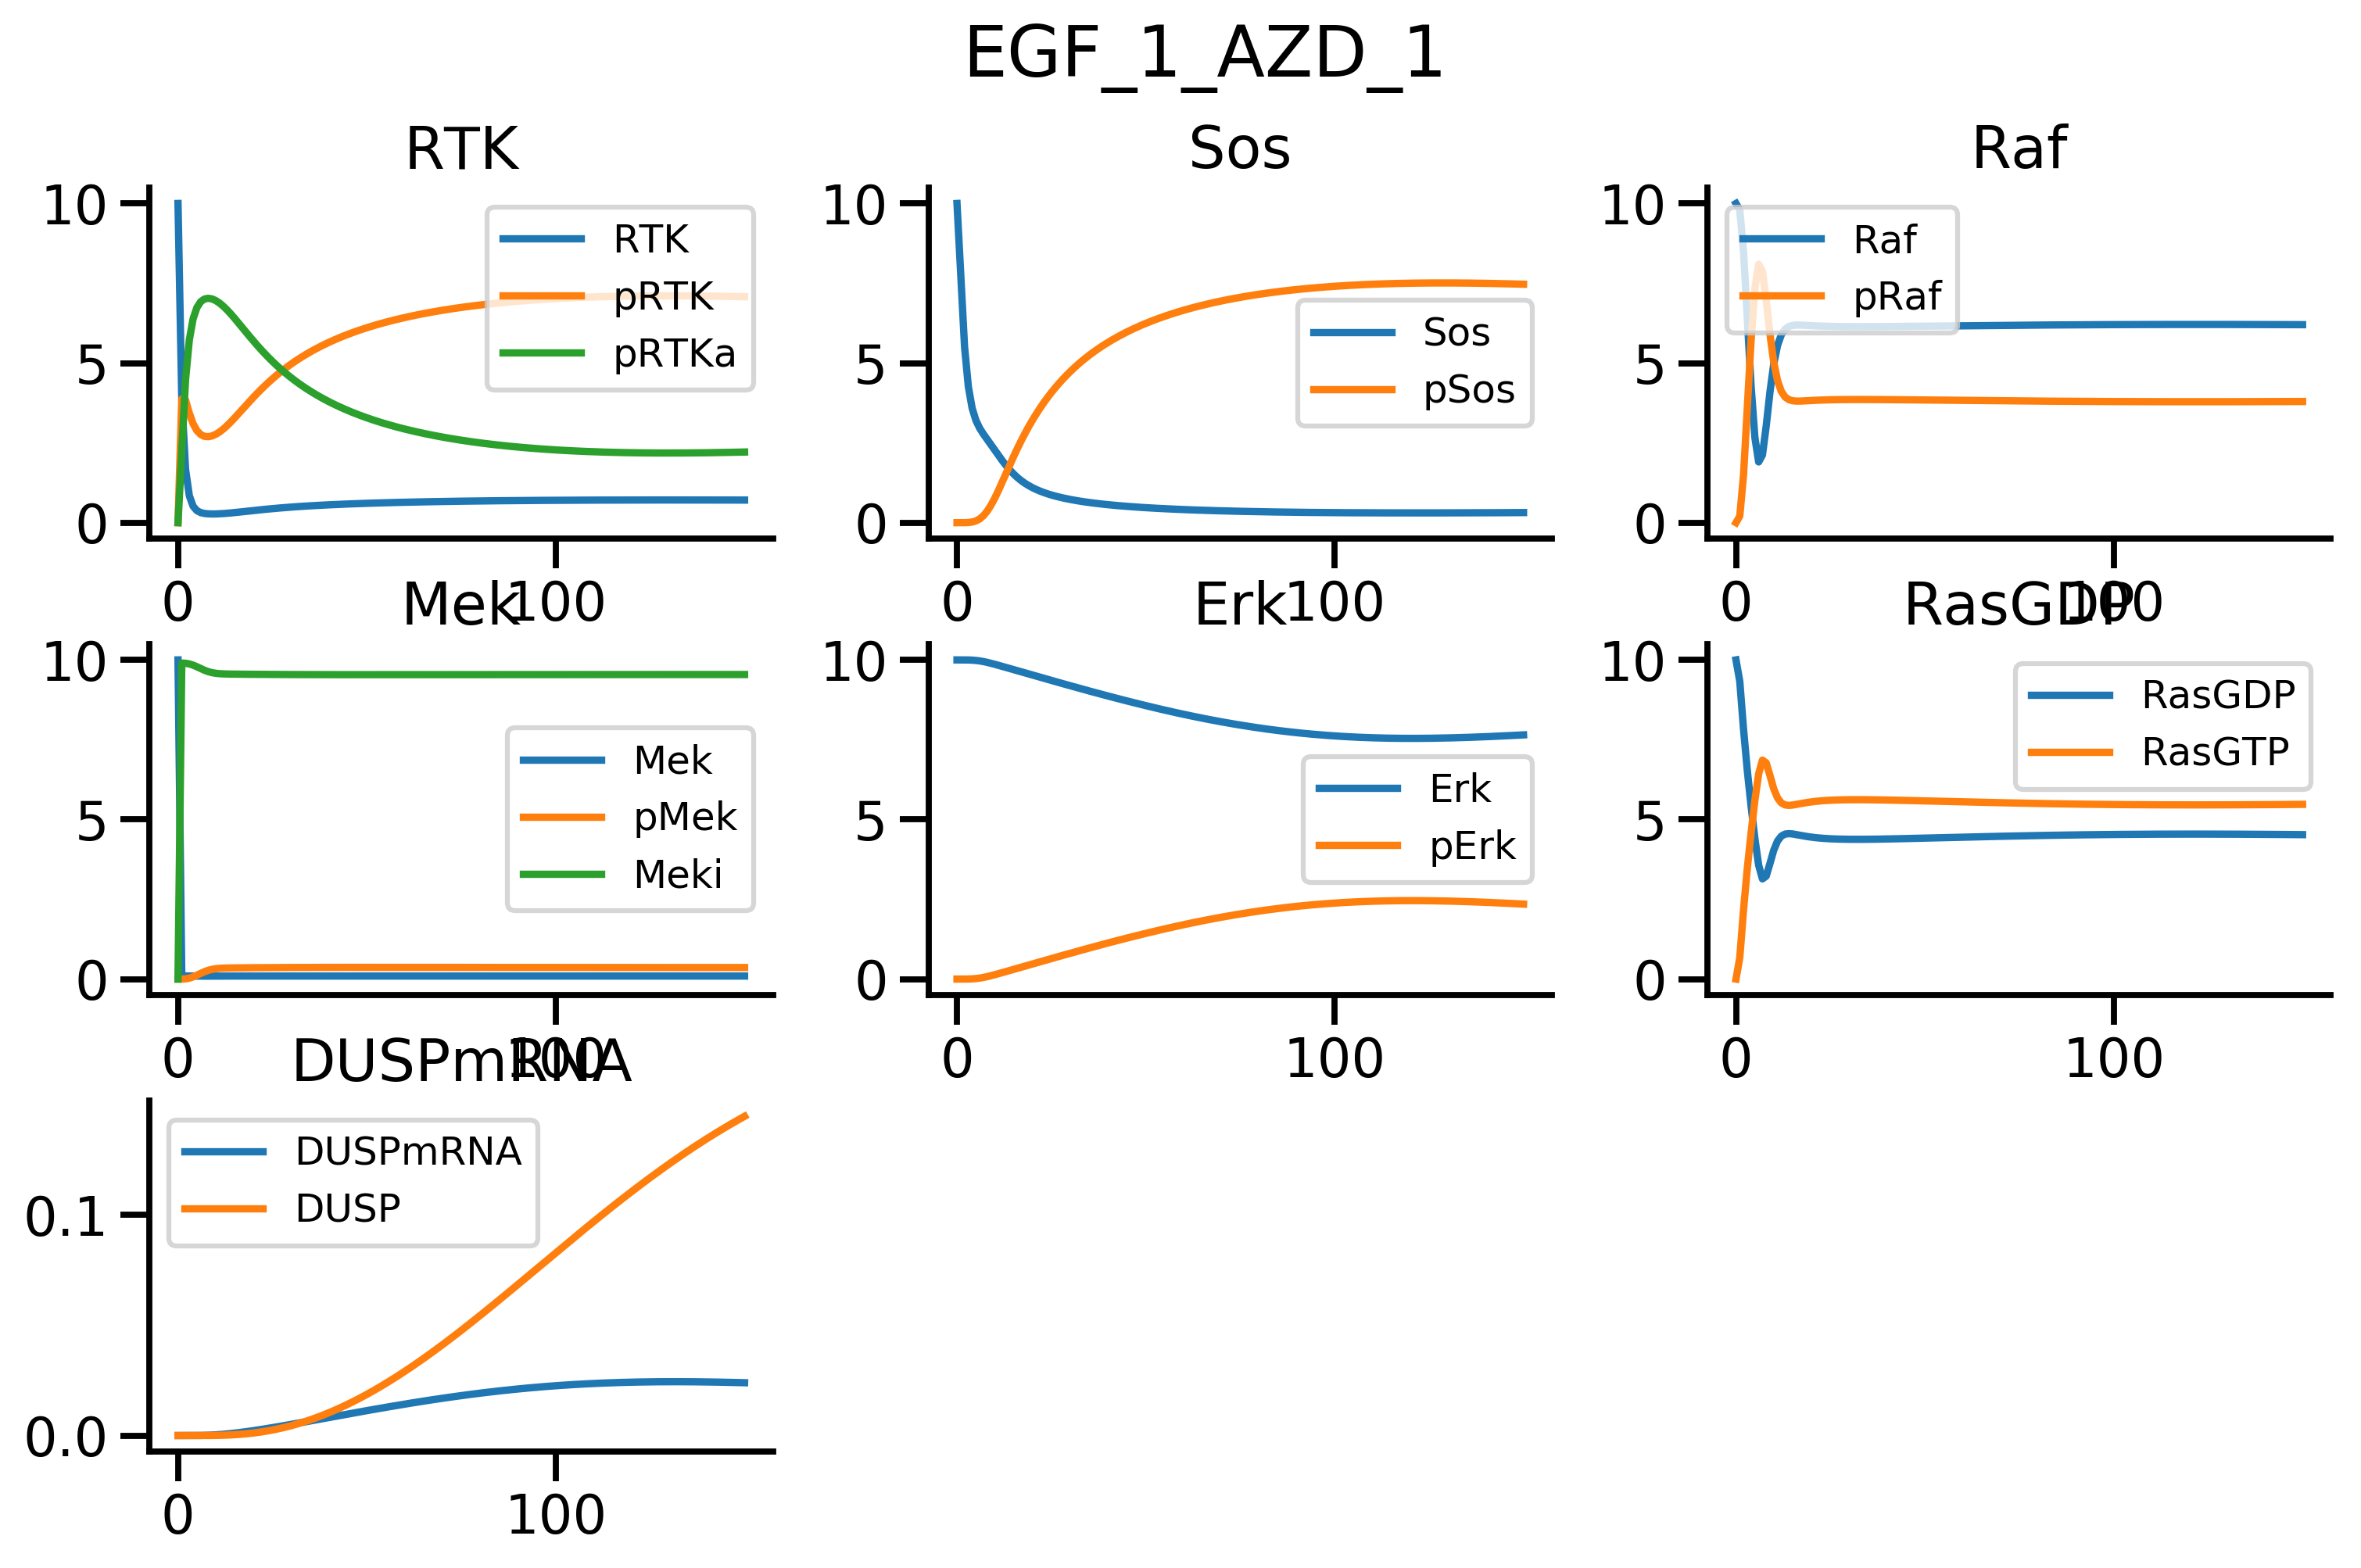 EGF_1_AZD_1
RTK
10
5
0
0
100
RTK
pRTK
pRTKa
Sos
10
5
0
0
100
Sos
pSos
Raf
10
5
0
0
100
Raf
pRaf
Mek
10
5
0
0
100
Mek
pMek
Meki
Erk
10
5
0
0
100
Erk
pErk
RasGDP
10
5
0
0
100
RasGDP
RasGTP
DUSPmRNA
0.1
0.0
0
100
DUSPmRNA
DUSP